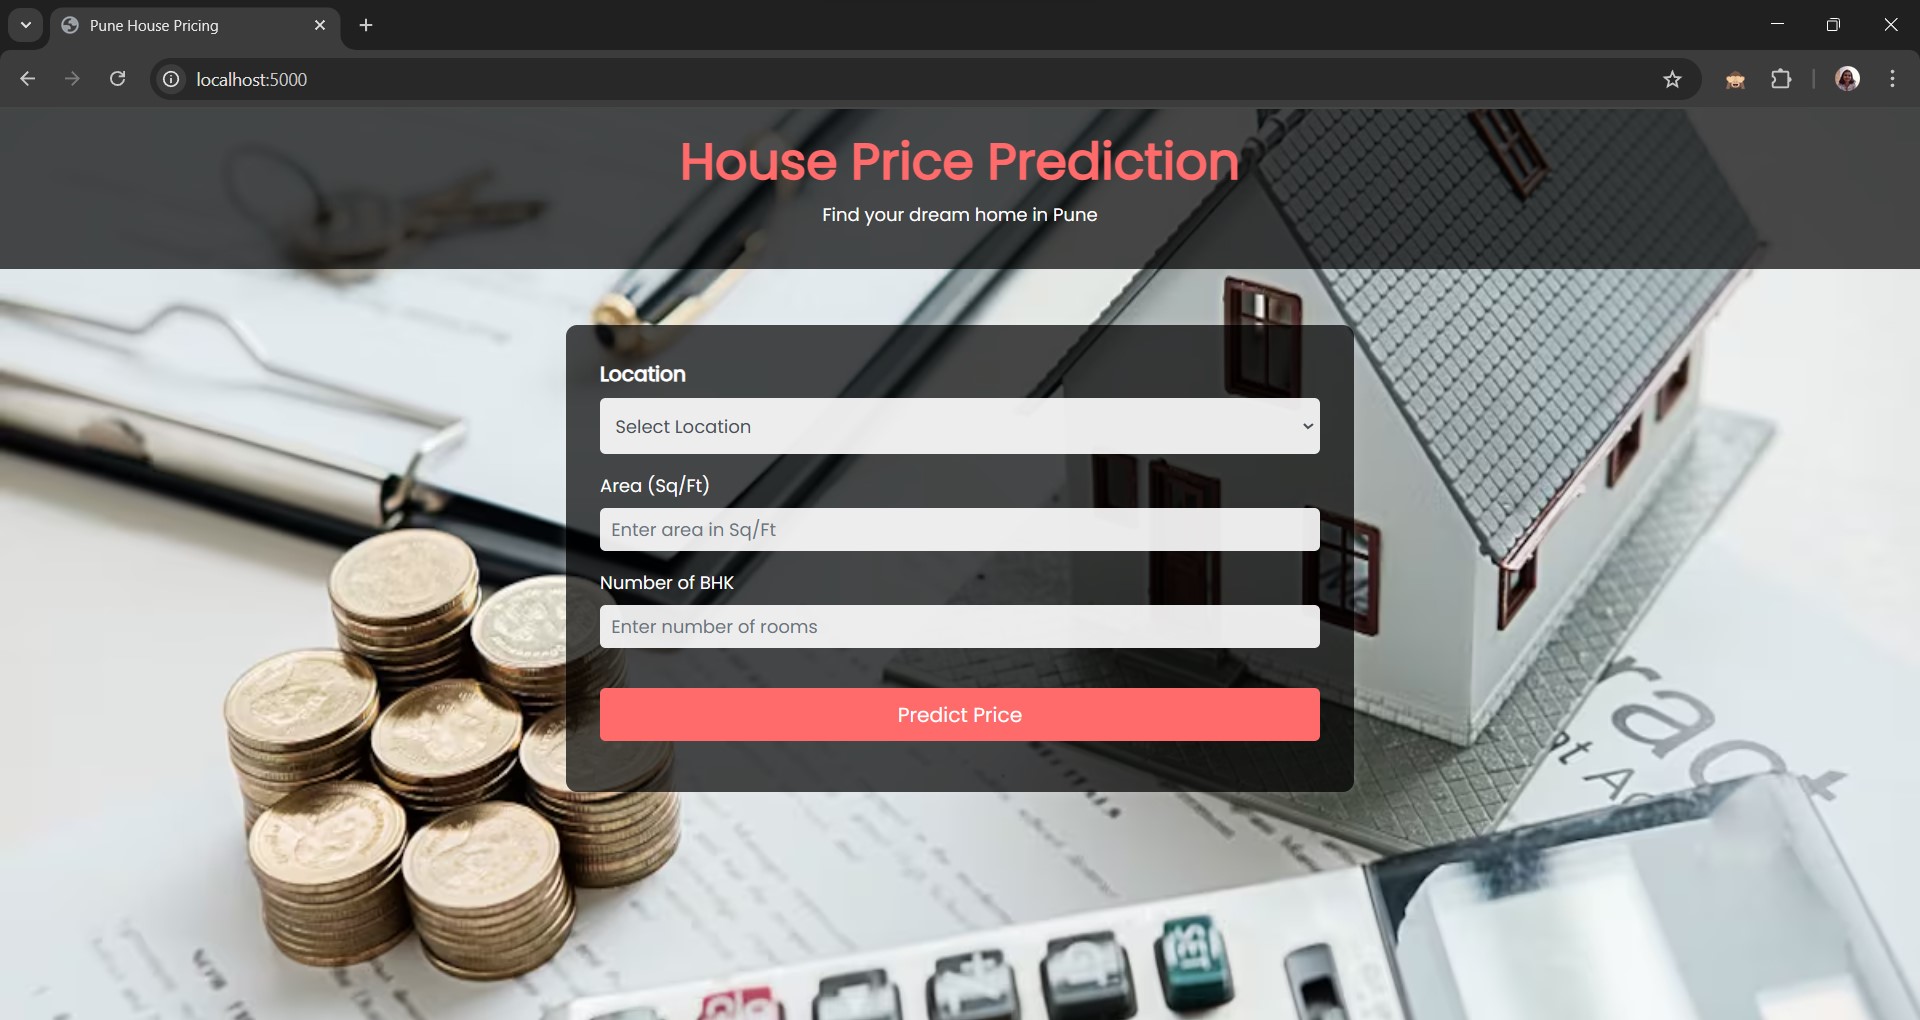 Pune House Pricing
localhost:5000
House Price Prediction
Find your dream home in Pune
Location
Select Location
Area (Sq/Ft)
Enter area in Sq/Ft
Number of BHK
Enter number of rooms
Predict Price